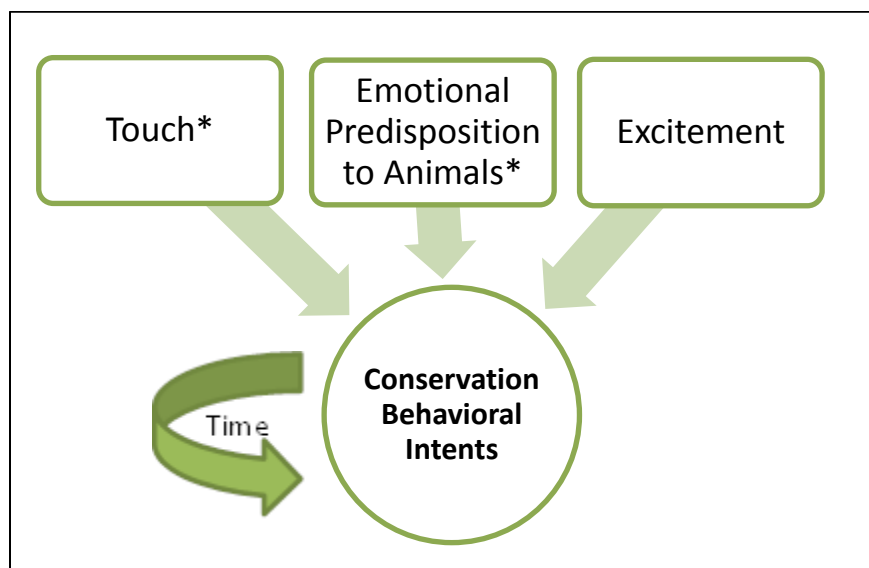 Touch*
Emotional
Predisposition
to Animals*
Excitement
Conservation
Behavioral
Intents
Time